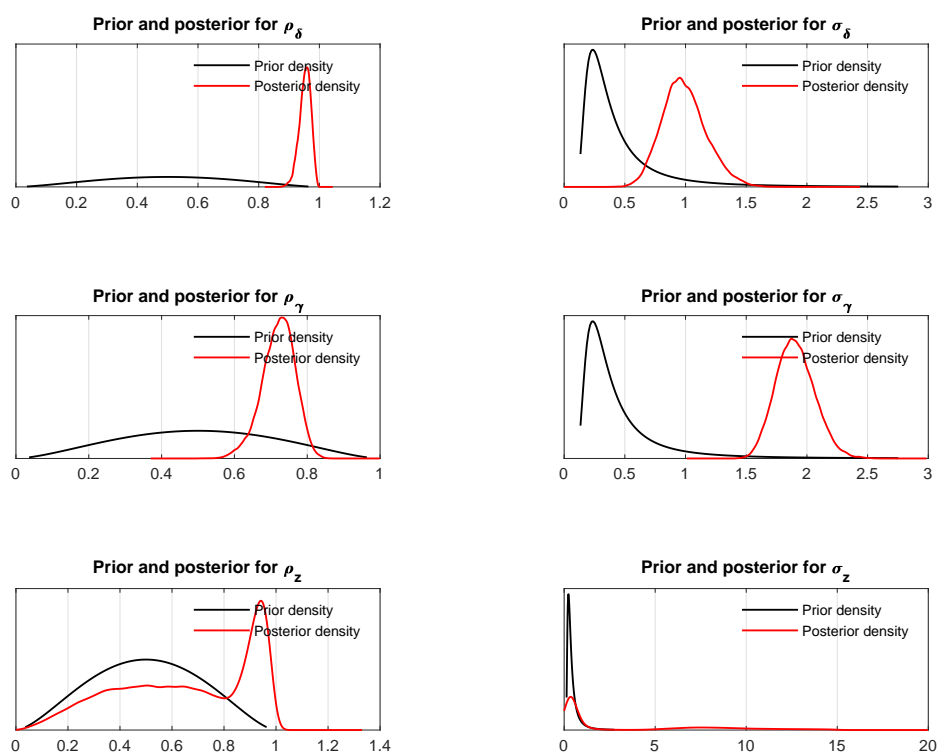 Prior and posterior for ρδ
Prior density
Posterior density
0 0.2 0.4 0.6 0.8 1 1.2
Prior and posterior for σδ
Prior density
Posterior density
0 0.5 1 1.5 2 2.5 3
Prior and posterior for ργ
Prior density
Posterior density
0 0.2 0.4 0.6 0.8 1
Prior and posterior for σγ
Prior density
Posterior density
0 0.5 1 1.5 2 2.5 3
Prior and posterior for ρz
Prior density
Posterior density
0 0.2 0.4 0.6 0.8 1 1.2 1.4
Prior and posterior for σz
Prior density
Posterior density
0 5 10 15 20